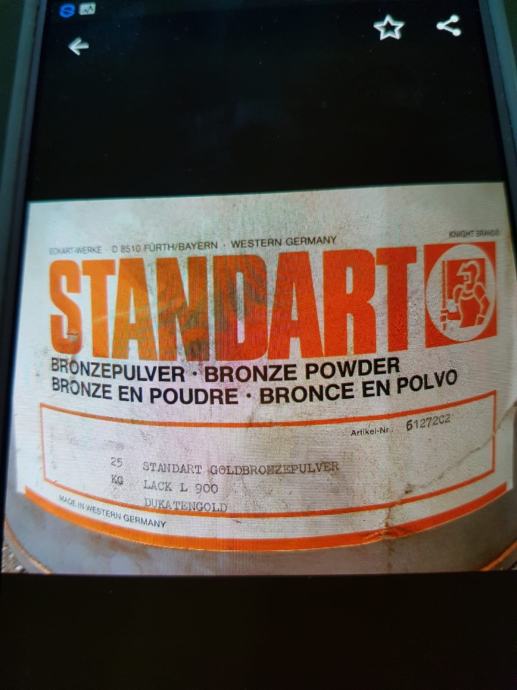 ECKART-WERKE · D 8510 FÜRTH/BAYERN · WESTERN GERMANY
KNIGHT BRAND
STANDART
BRONZEPULVER · BRONZE POWDER
BRONZE EN POUDRE · BRONCE EN POLVO
Artikel-Nr. 61272C2
25 STANDART GOLDBRONZEPULVER
KG LACK L 900
DUKATENGOLD
MADE IN WESTERN GERMANY